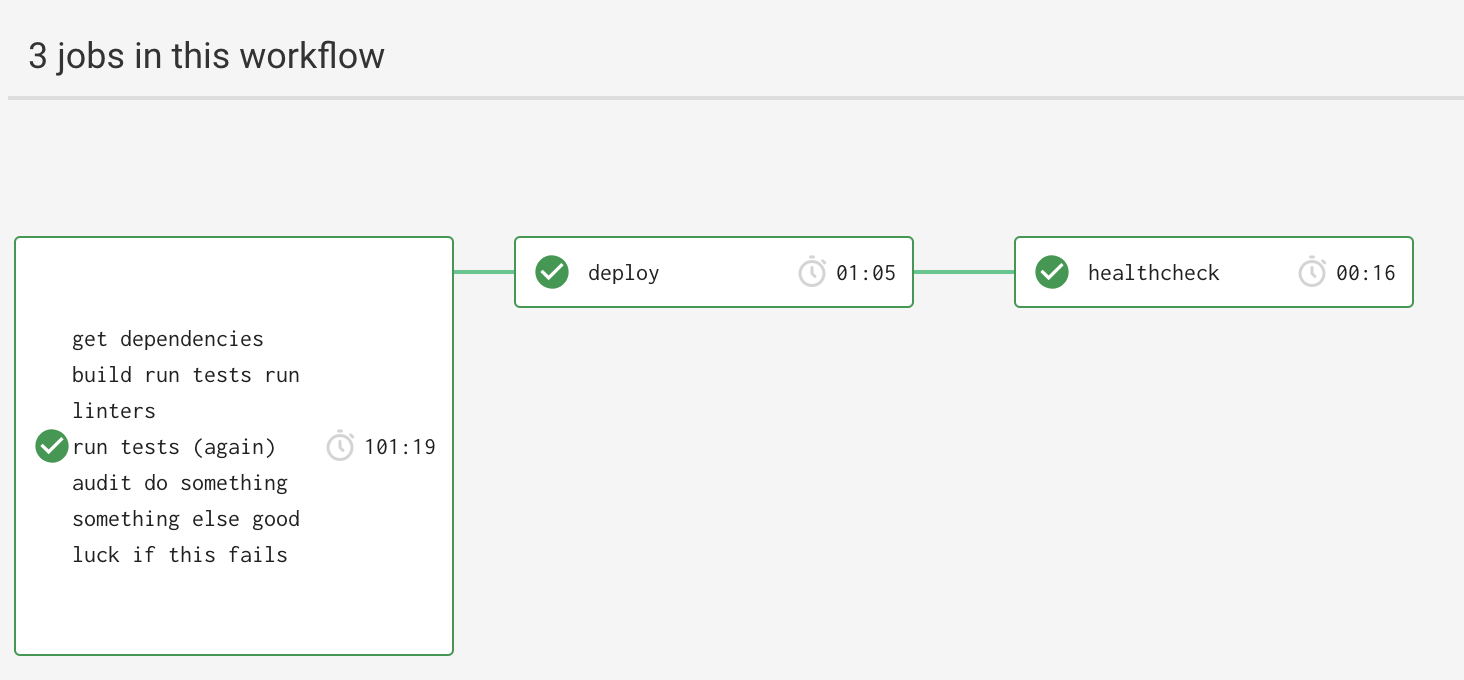 3 jobs in this workflow
get dependencies
build run tests run
linters
run tests (again)
101:19
audit do something
something else good
luck if this fails
deploy
01:05
healthcheck
00:16